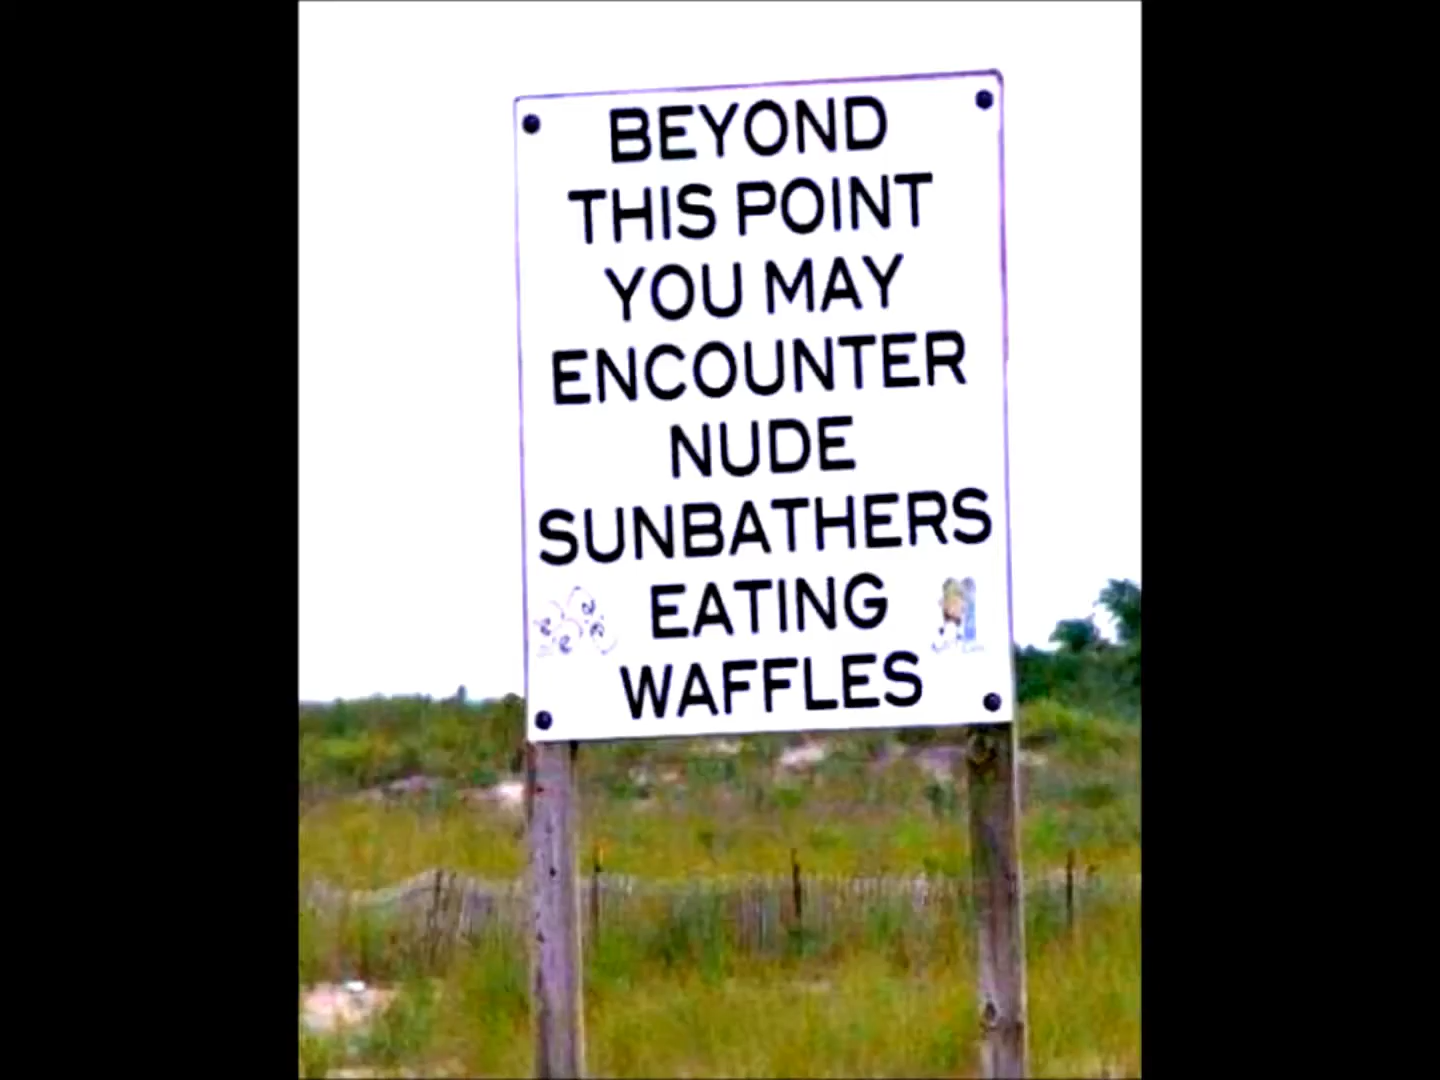 BEYOND
THIS POINT
YOU MAY
ENCOUNTER
NUDE
SUNBATHERS
EATING
WAFFLES